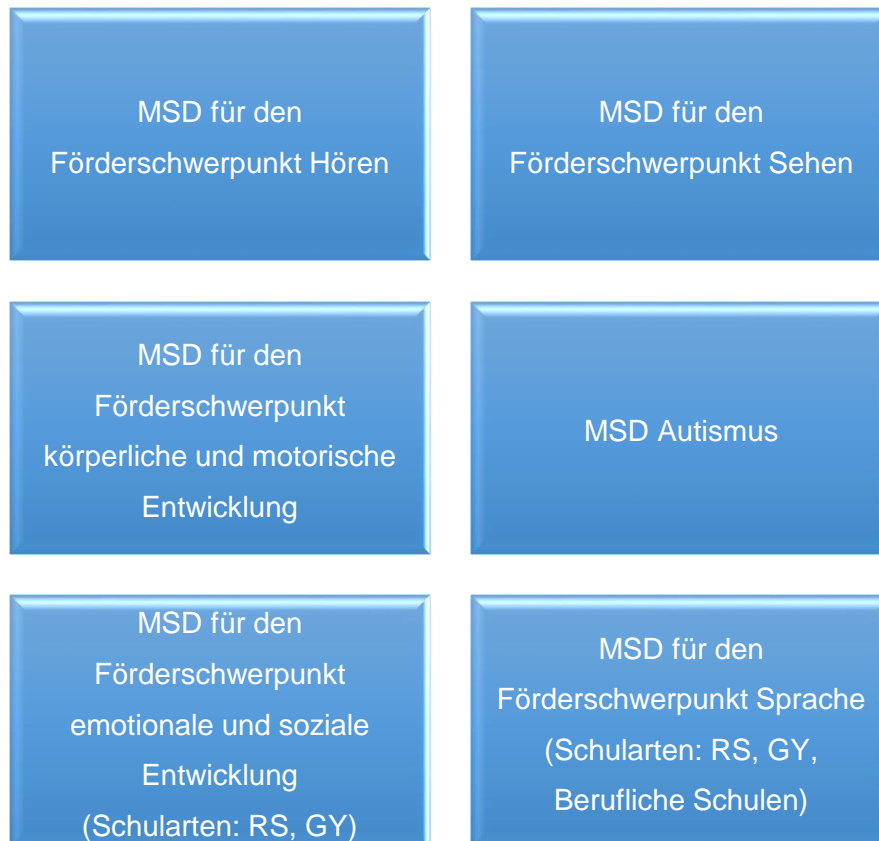 MSD für den
Förderschwerpunkt Hören
MSD für den
Förderschwerpunkt Sehen
MSD für den
Förderschwerpunkt
körperliche und motorische
Entwicklung
MSD Autismus
MSD für den
Förderschwerpunkt
emotionale und soziale
Entwicklung
(Schularten: RS, GY)
MSD für den
Förderschwerpunkt Sprache
(Schularten: RS, GY,
Berufliche Schulen)